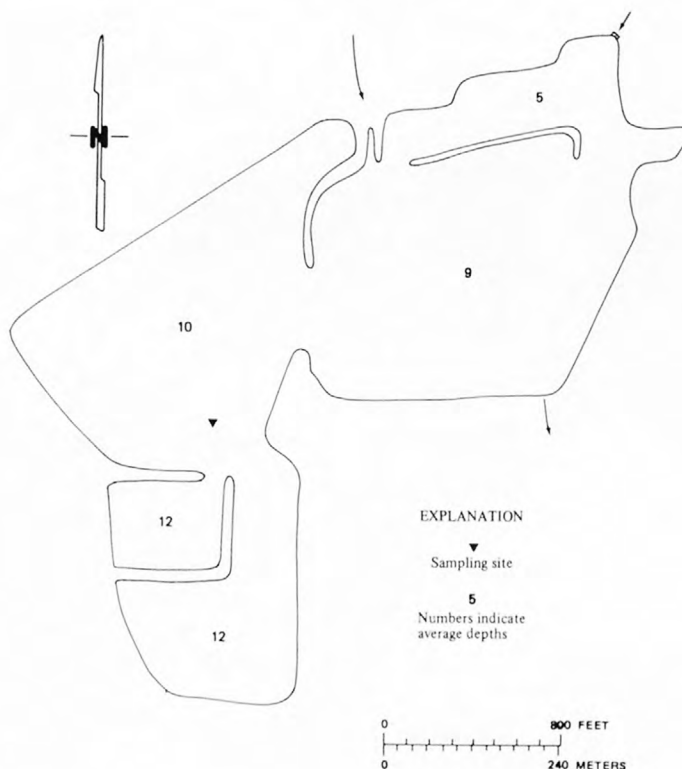 N
5
9
10
12
12
EXPLANATION
▼
Sampling site
5
Numbers indicate
average depths
0 800 FEET
0 240 METERS